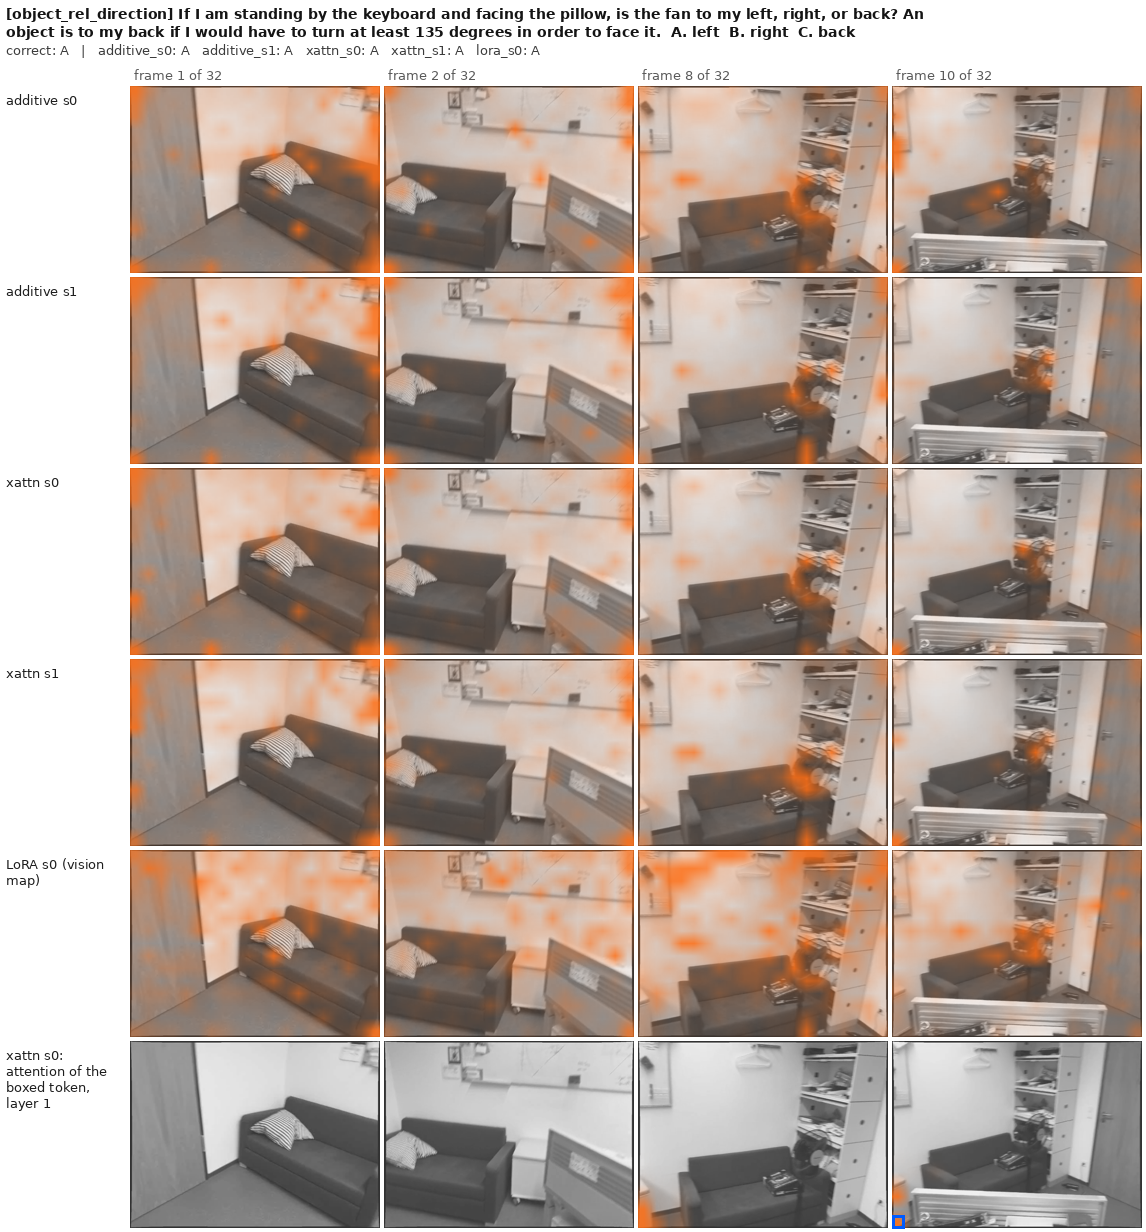 [object_rel_direction] If I am standing by the keyboard and facing the pillow, is the fan to my left, right, or back? An
object is to my back if I would have to turn at least 135 degrees in order to face it.  A. left  B. right  C. back
correct: A   |   additive_s0: A   additive_s1: A   xattn_s0: A   xattn_s1: A   lora_s0: A
frame 1 of 32
frame 2 of 32
frame 8 of 32
frame 10 of 32
additive s0
additive s1
xattn s0
xattn s1
LoRA s0 (vision
map)
xattn s0:
attention of the
boxed token,
layer 1